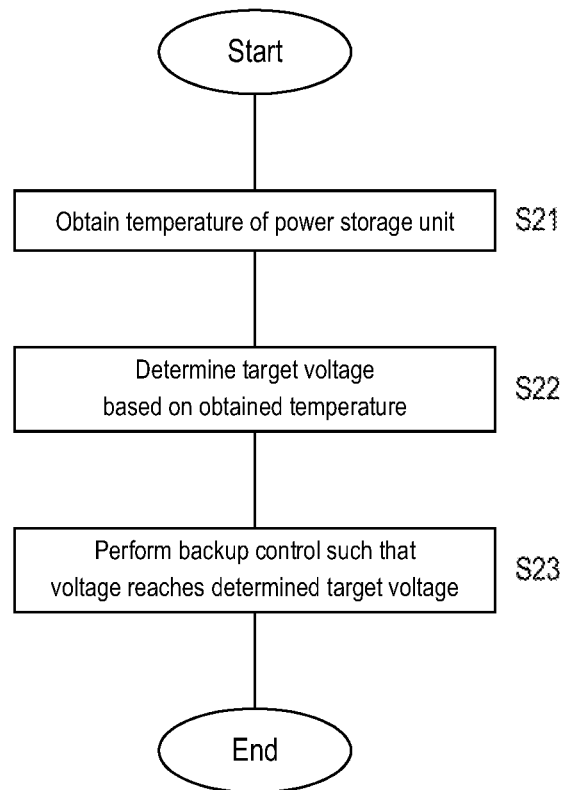 Start
Obtain temperature of power storage unit
S21
Determine target voltage
based on obtained temperature
S22
Perform backup control such that
voltage reaches determined target voltage
S23
End